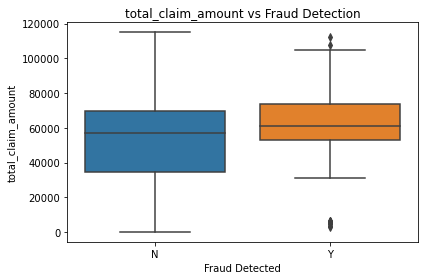 total_claim_amount vs Fraud Detection
120000
100000
80000
60000
40000
20000
0
total_claim_amount
N
Y
Fraud Detected